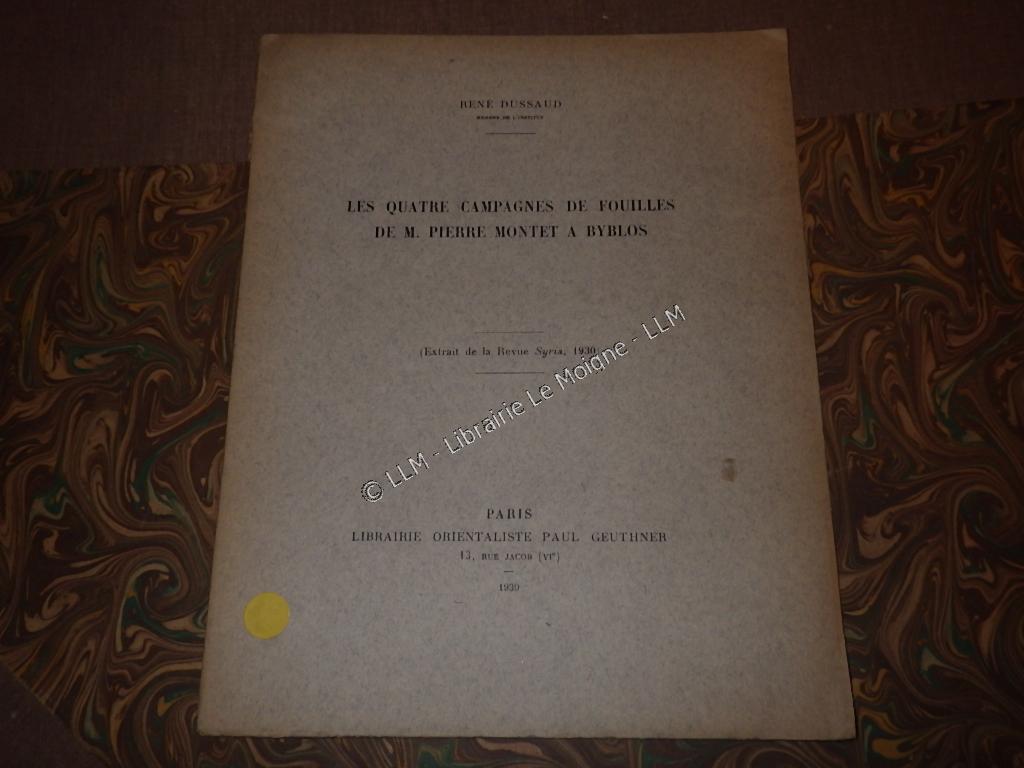 RENÉ DUSSAUD
MEMBRE DE L'INSTITUT
LES QUATRE CAMPAGNES DE FOUILLES
DE M. PIERRE MONTET A BYBLOS
(Extrait de la Revue Syria, 1930)
© LLM - Librairie Le Moigne - LLM
PARIS
LIBRAIRIE ORIENTALISTE PAUL GEUTHNER
13, RUE JACOB (VIe)
1930